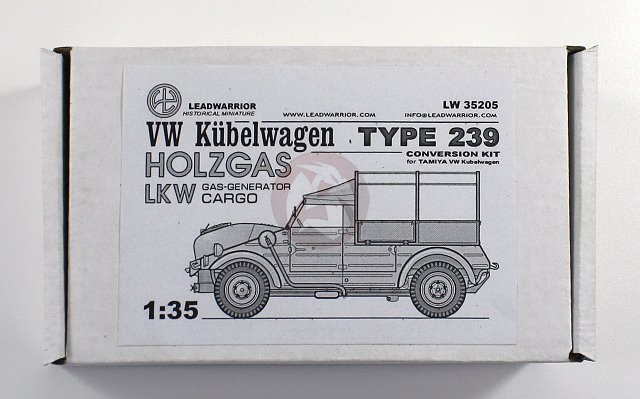 LEADWARRIOR
HISTORICAL MINIATURE
WWW.LEADWARRIOR.COM
LW 35205
INFO@LEADWARRIOR.COM
VW Kübelwagen TYPE 239
CONVERSION KIT
for TAMIYA VW Kubelwagen
HOLZGAS
LKW GAS-GENERATOR
CARGO
1:35